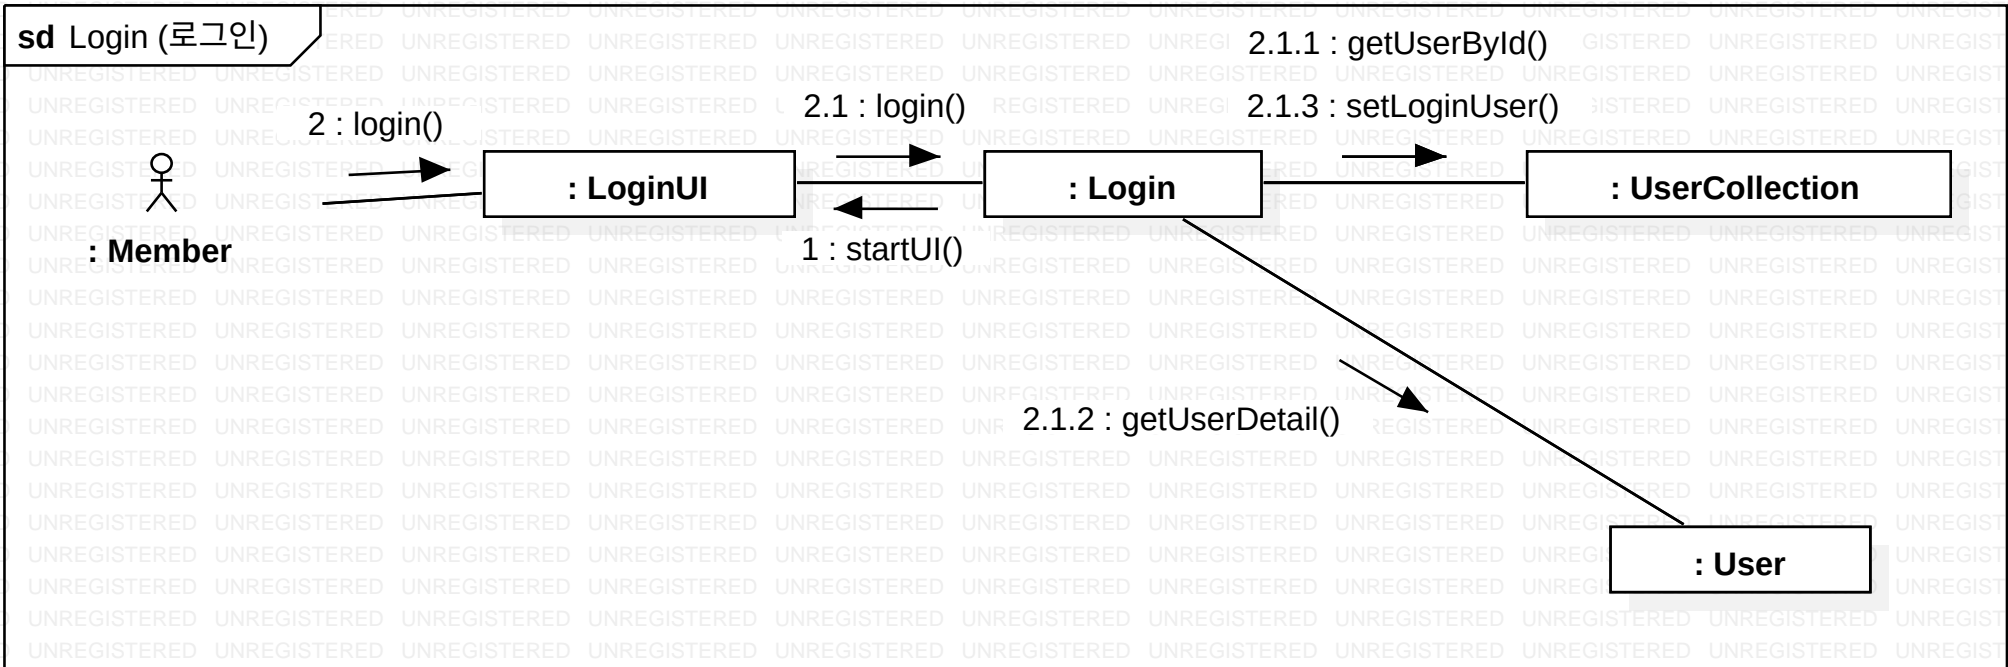 sd Login (로그인)
2.1.1 : getUserById()
2 : login()
2.1 : login()
2.1.3 : setLoginUser()
: LoginUI
: Login
: UserCollection
: Member
1 : startUI()
2.1.2 : getUserDetail()
: User